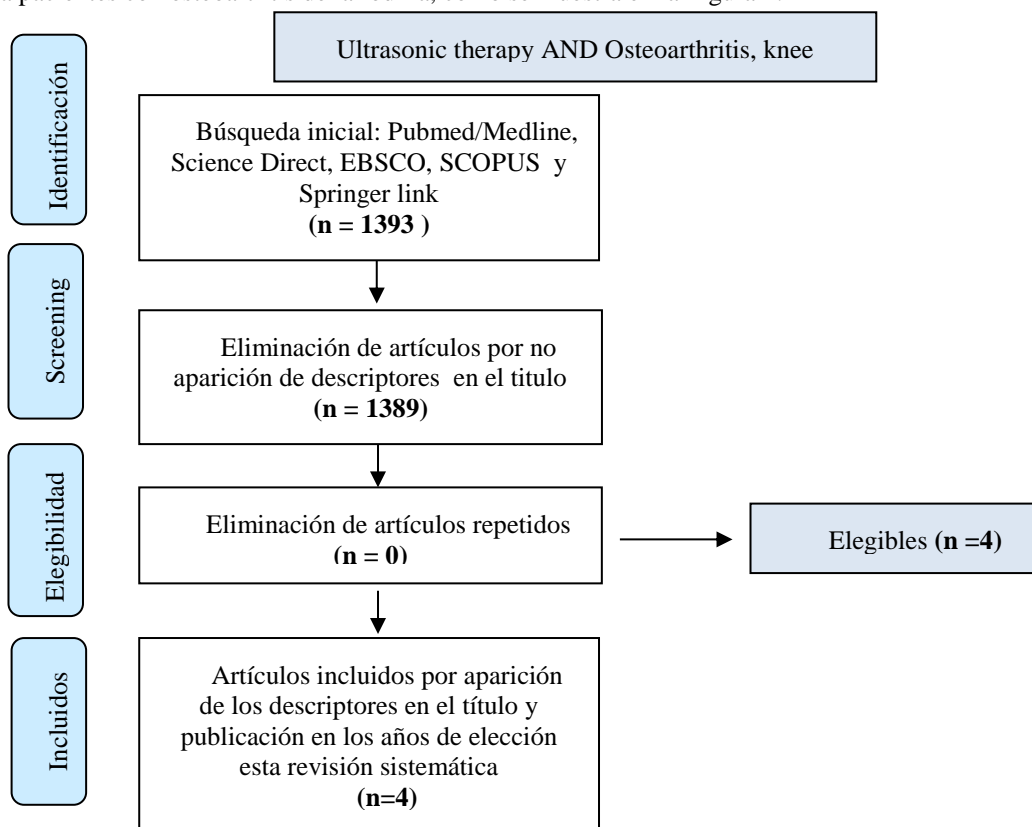 Ultrasonic therapy AND Osteoarthritis, knee
Identificación
Búsqueda inicial: Pubmed/Medline,
Science Direct, EBSCO, SCOPUS y
Springer link
(n = 1393 )
Screening
Eliminación de artículos por no
aparición de descriptores en el titulo
(n = 1389)
Elegibilidad
Eliminación de artículos repetidos
(n = 0)
Elegibles (n =4)
Incluidos
Artículos incluidos por aparición
de los descriptores en el título y
publicación en los años de elección
esta revisión sistemática
(n=4)